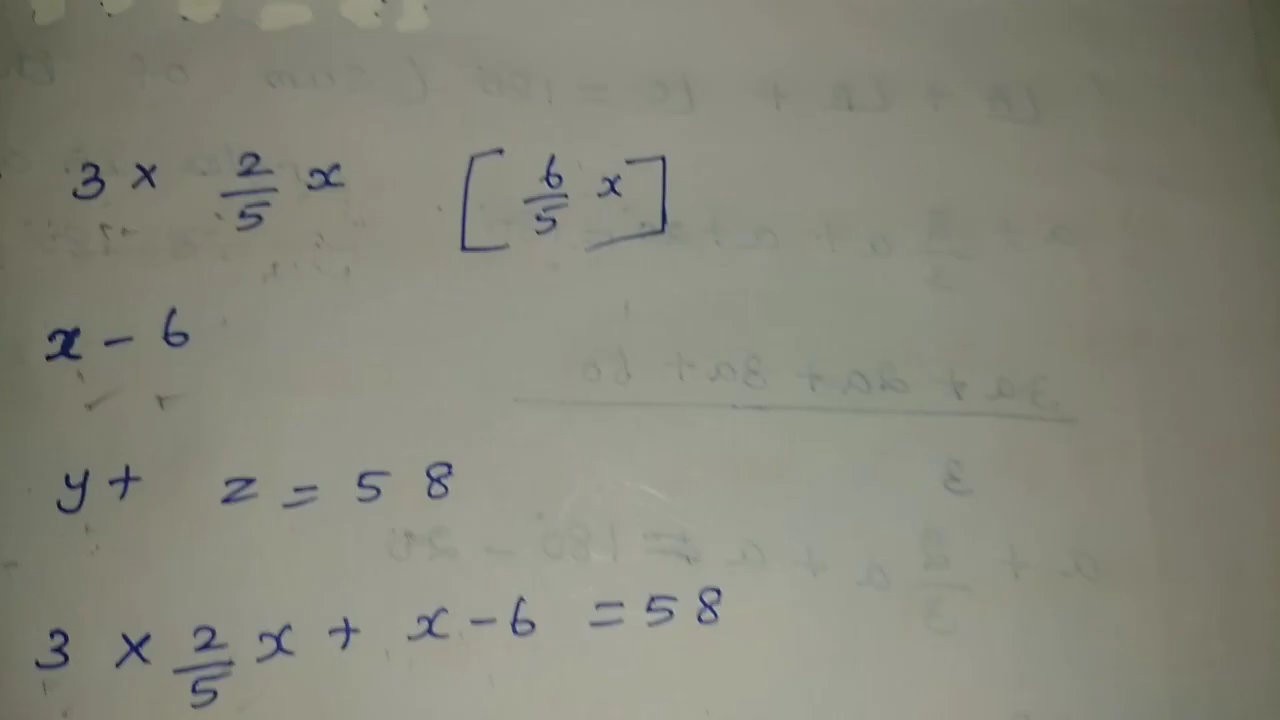 3 × 2/5 x [ 6/5 x ]
x - 6
y + z = 58
3 × 2/5 x + x - 6 = 58